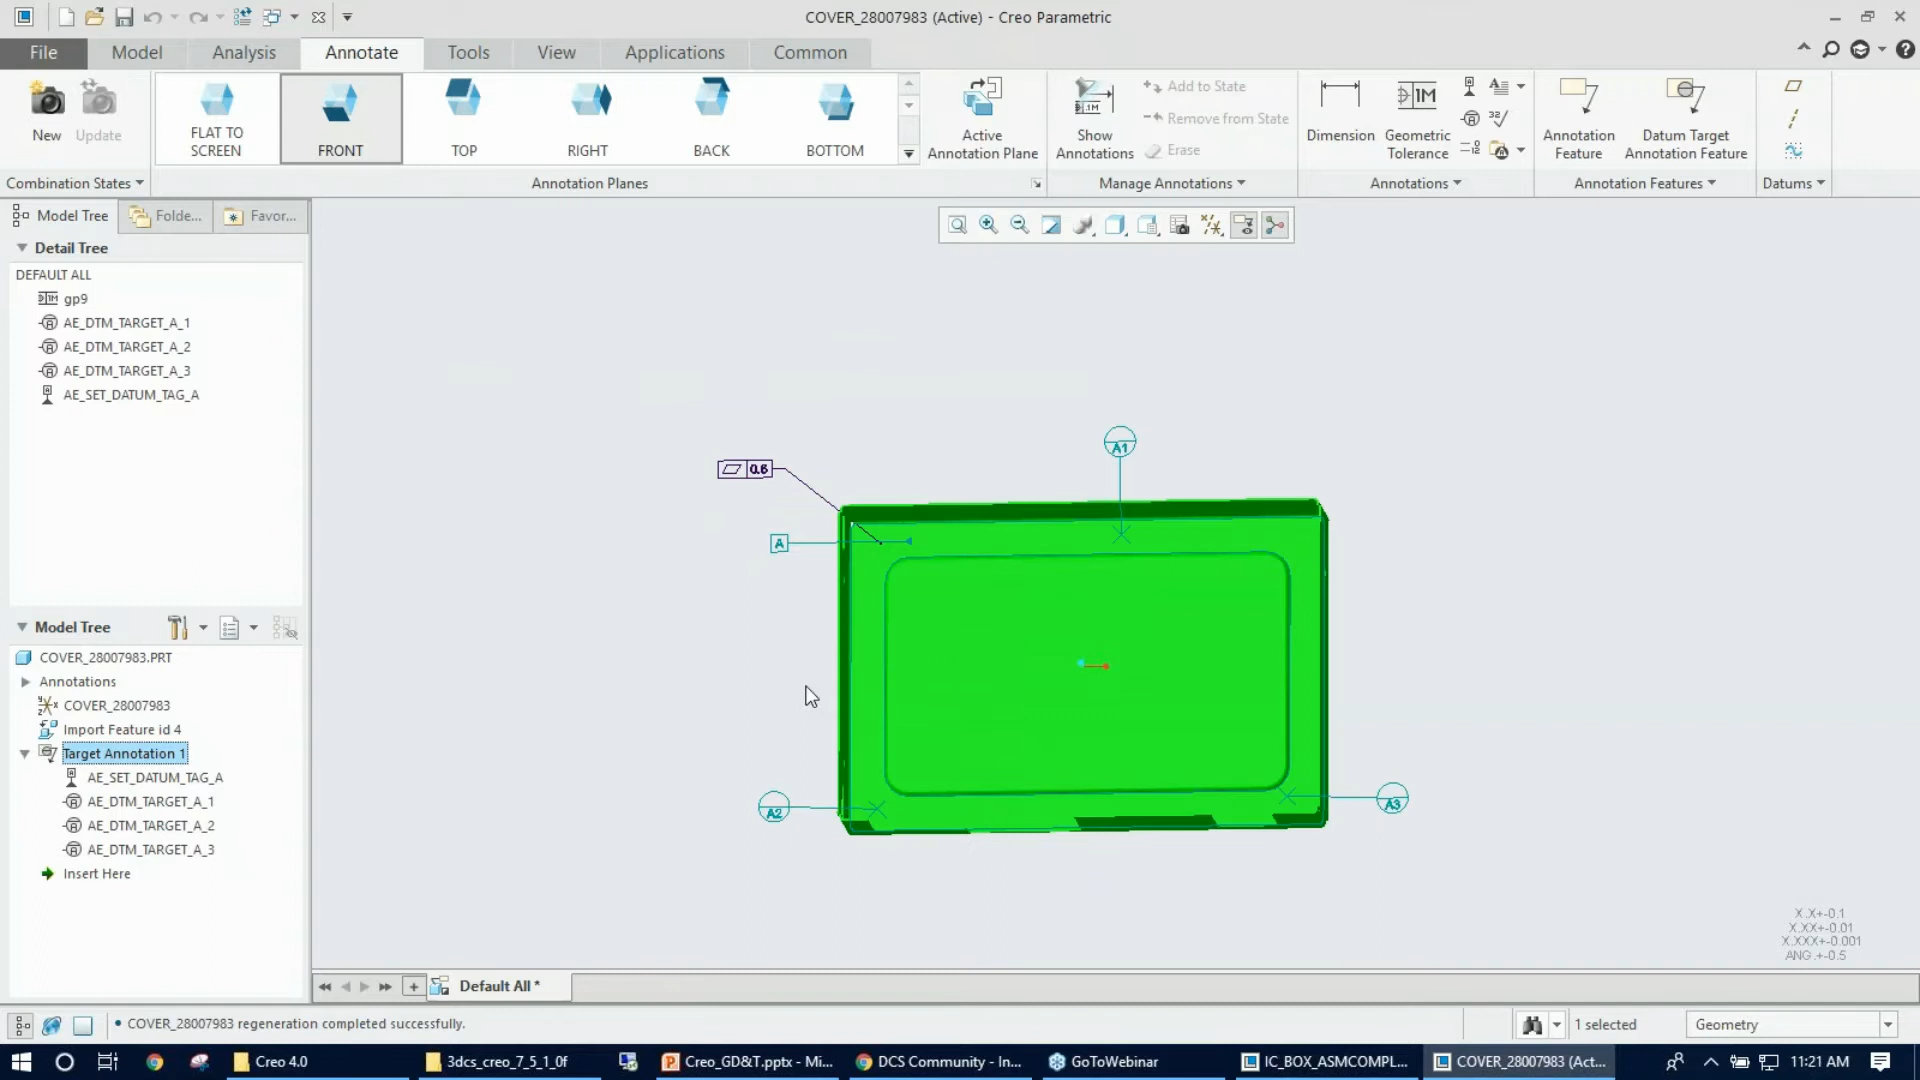 COVER_28007983 (Active) - Creo Parametric
File
Model
Analysis
Annotate
Tools
View
Applications
Common
New
Update
FLAT TO
SCREEN
FRONT
TOP
RIGHT
BACK
BOTTOM
Active
Annotation Plane
Show
Annotations
Add to State
Remove from State
Erase
Dimension
Geometric
Tolerance
Annotation
Feature
Datum Target
Annotation Feature
Combination States
Annotation Planes
Manage Annotations
Annotations
Annotation Features
Datums
Model Tree
Folde...
Favor...
Detail Tree
DEFAULT ALL
gp9
AE_DTM_TARGET_A_1
AE_DTM_TARGET_A_2
AE_DTM_TARGET_A_3
AE_SET_DATUM_TAG_A
Model Tree
COVER_28007983.PRT
Annotations
COVER_28007983
Import Feature id 4
Target Annotation 1
AE_SET_DATUM_TAG_A
AE_DTM_TARGET_A_1
AE_DTM_TARGET_A_2
AE_DTM_TARGET_A_3
Insert Here
A1
0.6
A
A2
A3
X.X+-0.1
X.XX+-0.01
X.XXX+-0.001
ANG.+-0.5
Default All *
COVER_28007983 regeneration completed successfully.
1 selected
Geometry
Creo 4.0
3dcs_creo_7_5_1_0f
Creo_GD&T.pptx - Mi...
DCS Community - In...
GoToWebinar
IC_BOX_ASMCOMPL...
COVER_28007983 (Act...
11:21 AM